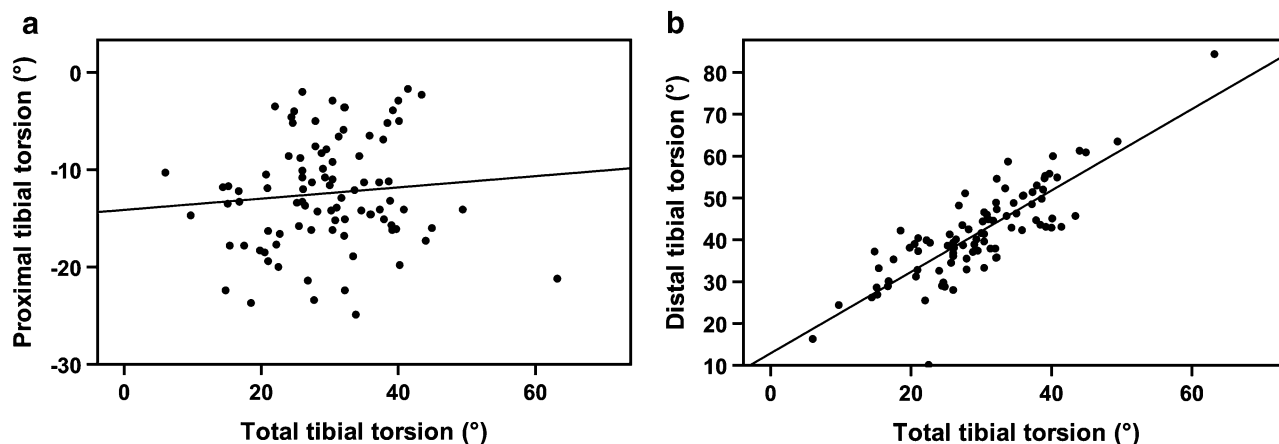 a
Proximal tibial torsion (°)
0
-10
-20
-30
0 20 40 60
Total tibial torsion (°)
b
Distal tibial torsion (°)
80
70
60
50
40
30
20
10
0 20 40 60
Total tibial torsion (°)